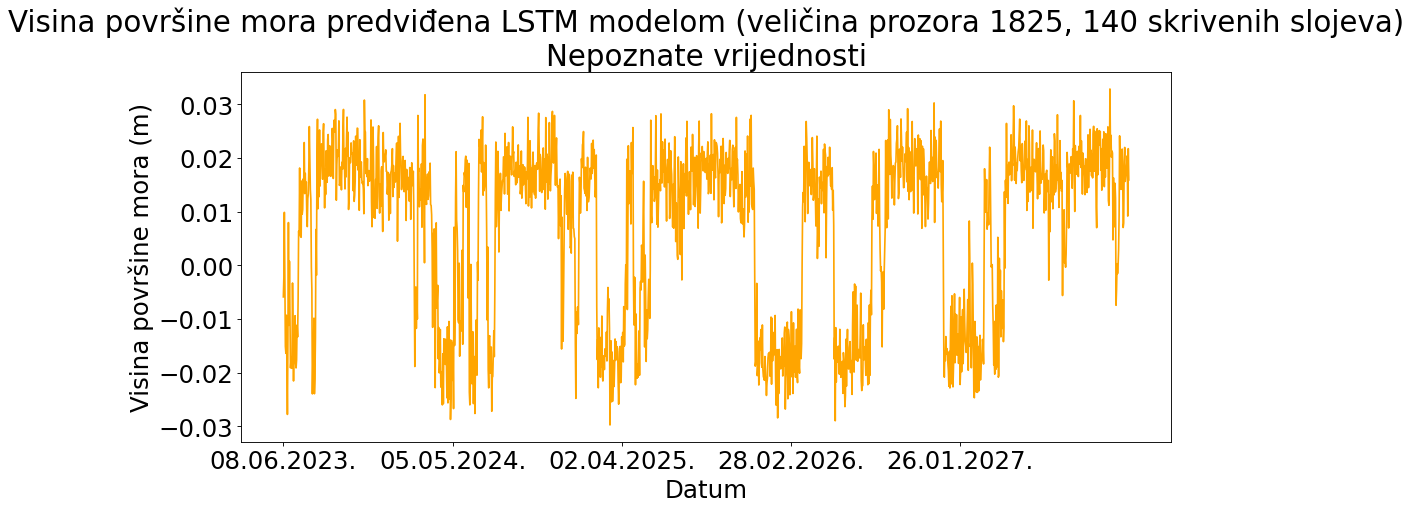 Visina površine mora predviđena LSTM modelom (veličina prozora 1825, 140 skrivenih slojeva)
Nepoznate vrijednosti
Visina površine mora (m)
0.03
0.02
0.01
0.00
−0.01
−0.02
−0.03
08.06.2023. 05.05.2024. 02.04.2025. 28.02.2026. 26.01.2027.
Datum